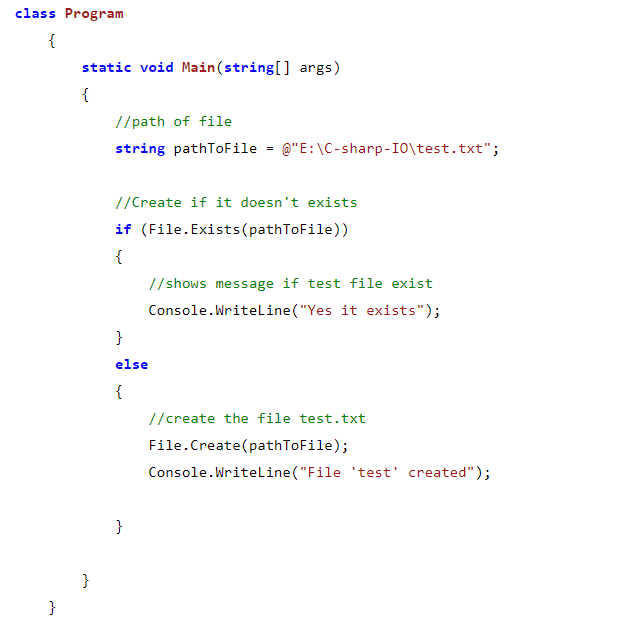 class Program
{
static void Main(string[] args)
{
//path of file
string pathToFile = @"E:\C-sharp-IO\test.txt";
//Create if it doesn't exists
if (File.Exists(pathToFile))
{
//shows message if test file exist
Console.WriteLine("Yes it exists");
}
else
{
//create the file test.txt
File.Create(pathToFile);
Console.WriteLine("File 'test' created");
}
}
}